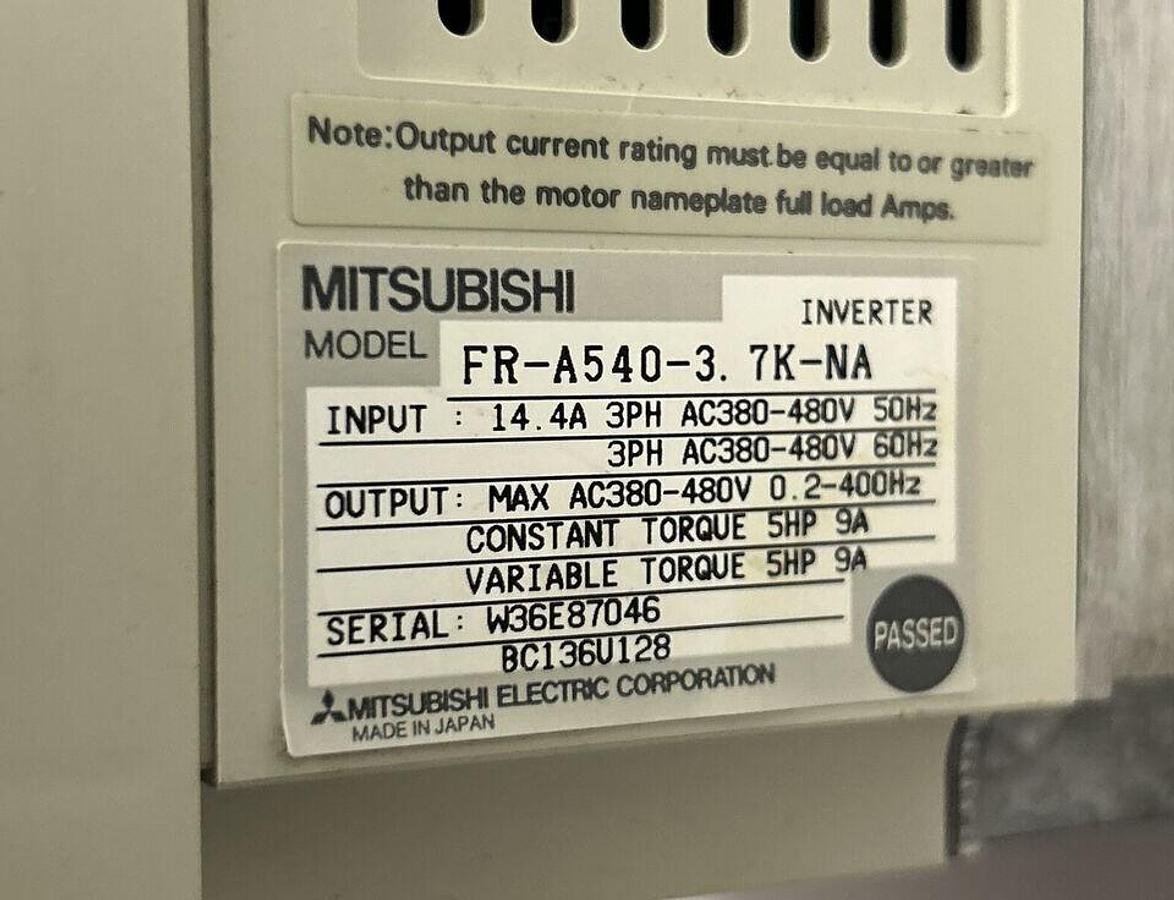 Note:Output current rating must be equal to or greater
than the motor nameplate full load Amps.
MITSUBISHI
INVERTER
MODEL FR-A540-3. 7K-NA
INPUT : 14.4A 3PH AC380-480V 50Hz
3PH AC380-480V 60Hz
OUTPUT: MAX AC380-480V 0.2-400Hz
CONSTANT TORQUE 5HP 9A
VARIABLE TORQUE 5HP 9A
SERIAL: W36E87046
BC136U128
PASSED
MITSUBISHI ELECTRIC CORPORATION
MADE IN JAPAN